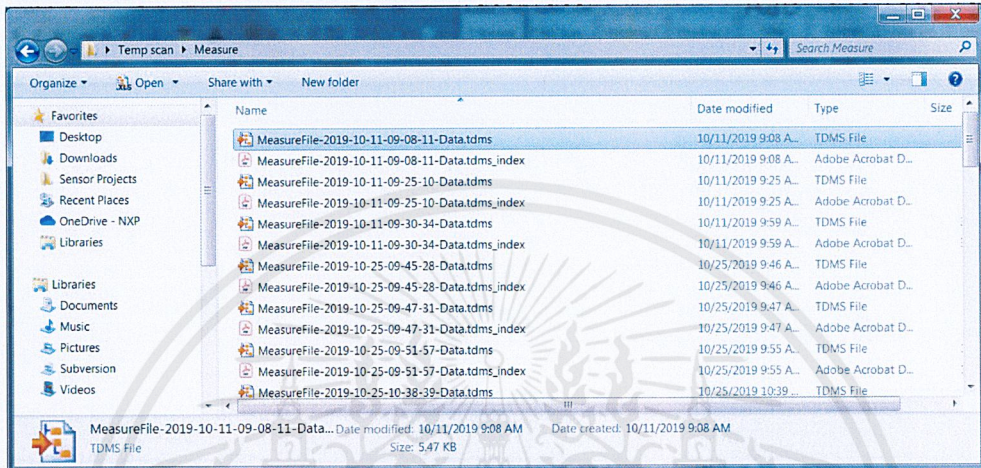 Temp scan ▸ Measure
Search Measure
Organize Open Share with New folder
Favorites
Desktop
Downloads
Sensor Projects
Recent Places
OneDrive - NXP
Libraries
Libraries
Documents
Music
Pictures
Subversion
Videos
Name Date modified Type Size
MeasureFile-2019-10-11-09-08-11-Data.tdms 10/11/2019 9:08 A... TDMS File
MeasureFile-2019-10-11-09-08-11-Data.tdms_index 10/11/2019 9:08 A... Adobe Acrobat D...
MeasureFile-2019-10-11-09-25-10-Data.tdms 10/11/2019 9:25 A... TDMS File
MeasureFile-2019-10-11-09-25-10-Data.tdms_index 10/11/2019 9:25 A... Adobe Acrobat D...
MeasureFile-2019-10-11-09-30-34-Data.tdms 10/11/2019 9:59 A... TDMS File
MeasureFile-2019-10-11-09-30-34-Data.tdms_index 10/11/2019 9:59 A... Adobe Acrobat D...
MeasureFile-2019-10-25-09-45-28-Data.tdms 10/25/2019 9:46 A... TDMS File
MeasureFile-2019-10-25-09-45-28-Data.tdms_index 10/25/2019 9:46 A... Adobe Acrobat D...
MeasureFile-2019-10-25-09-47-31-Data.tdms 10/25/2019 9:47 A... TDMS File
MeasureFile-2019-10-25-09-47-31-Data.tdms_index 10/25/2019 9:47 A... Adobe Acrobat D...
MeasureFile-2019-10-25-09-51-57-Data.tdms 10/25/2019 9:55 A... TDMS File
MeasureFile-2019-10-25-09-51-57-Data.tdms_index 10/25/2019 9:55 A... Adobe Acrobat D...
MeasureFile-2019-10-25-10-38-39-Data.tdms 10/25/2019 10:39 ... TDMS File
MeasureFile-2019-10-11-09-08-11-Data... Date modified: 10/11/2019 9:08 AM Date created: 10/11/2019 9:08 AM
TDMS File Size: 5.47 KB